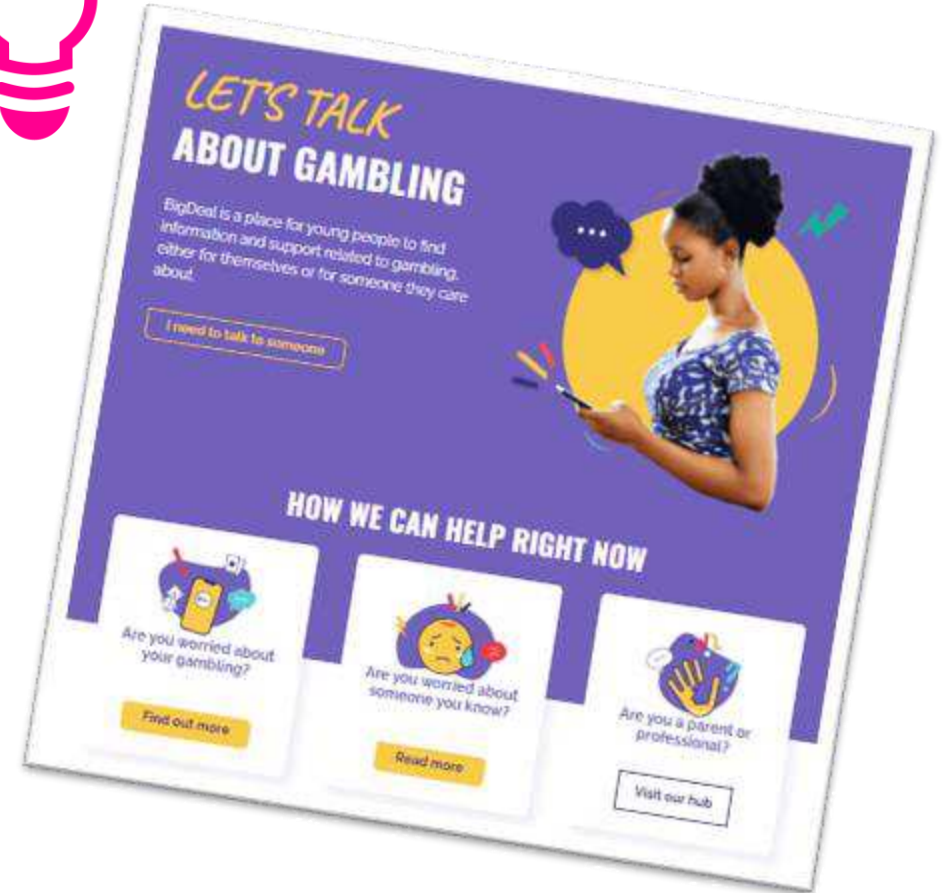 LET'S TALK
ABOUT GAMBLING
BigDeal is a place for young people to find
information and support related to gambling,
either for themselves or for someone they care
about.
I need to talk to someone
HOW WE CAN HELP RIGHT NOW
Are you worried about
your gambling?
Find out more
Are you worried about
someone you know?
Read more
Are you a parent or
professional?
Visit our hub